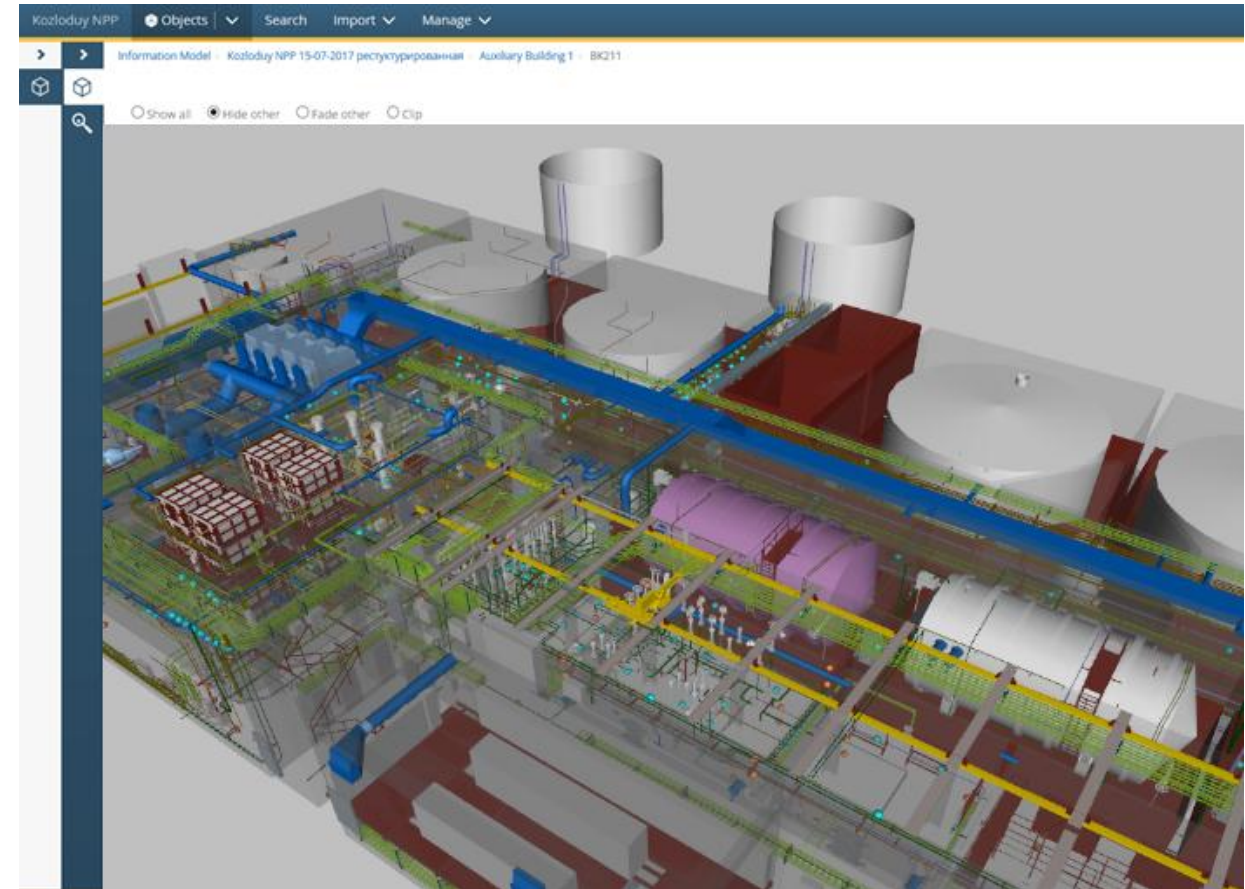 Kozloduy NPP Objects Search Import Manage
Information Model - Kozloduy NPP 15-07-2017 рестуктурированная - Auxiliary Building 1 - BK211
Show all Hide other Fade other Clip